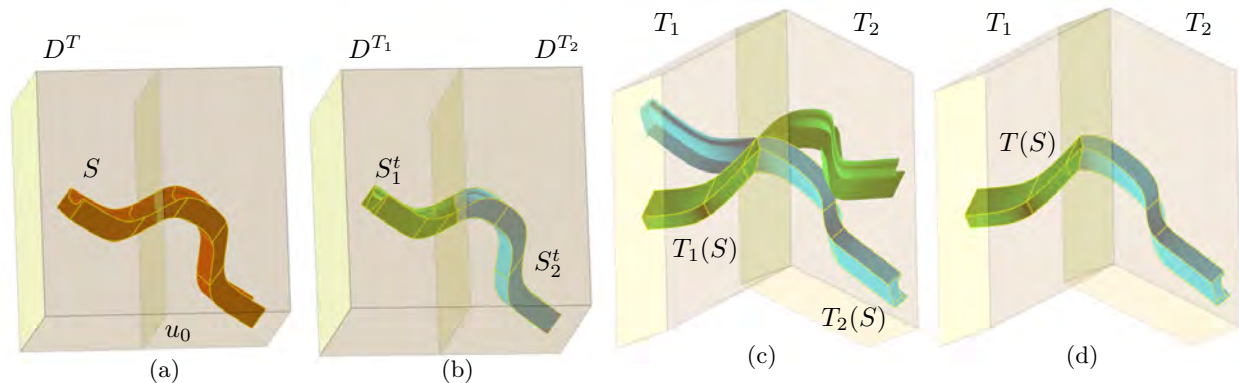 D^T
S
u_0
(a)
D^{T_1} D^{T_2}
S_1^t
S_2^t
(b)
T_1 T_2
T_1(S)
T_2(S)
(c)
T_1 T_2
T(S)
(d)